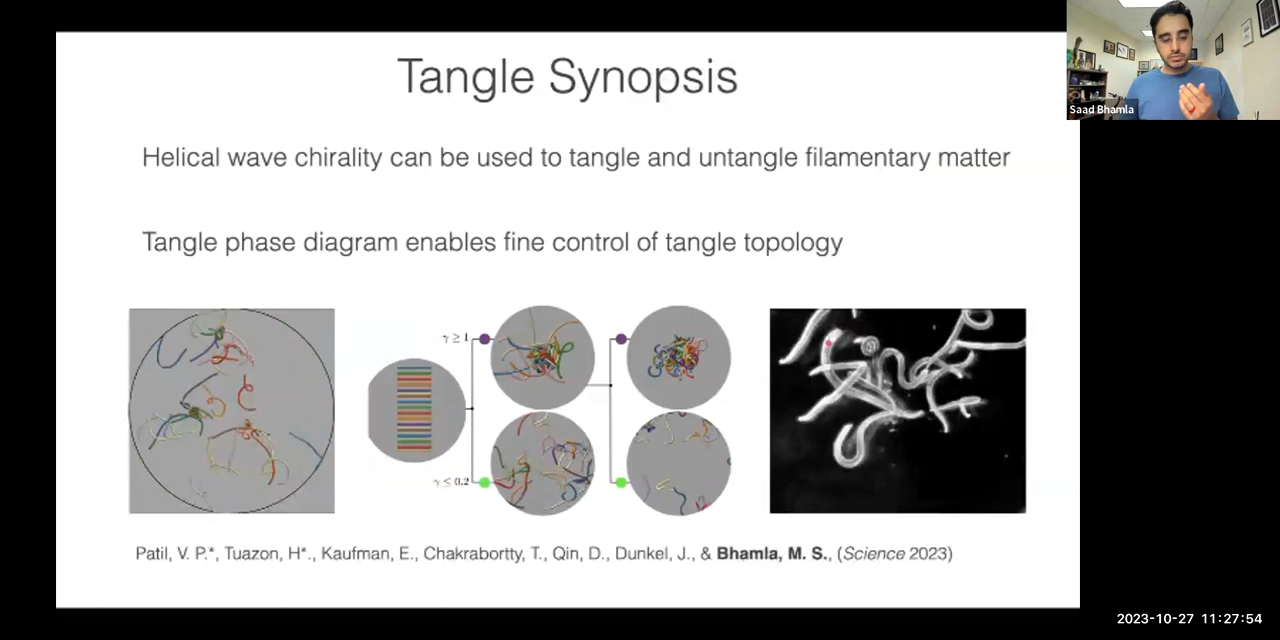 Tangle Synopsis
Saad Bhamla
Helical wave chirality can be used to tangle and untangle filamentary matter
Tangle phase diagram enables fine control of tangle topology
γ ≥ 1
γ ≤ 0.2
Patil, V. P.*, Tuazon, H*., Kaufman, E., Chakrabortty, T., Qin, D., Dunkel, J., & Bhamla, M. S., (Science 2023)
2023-10-27 11:27:54